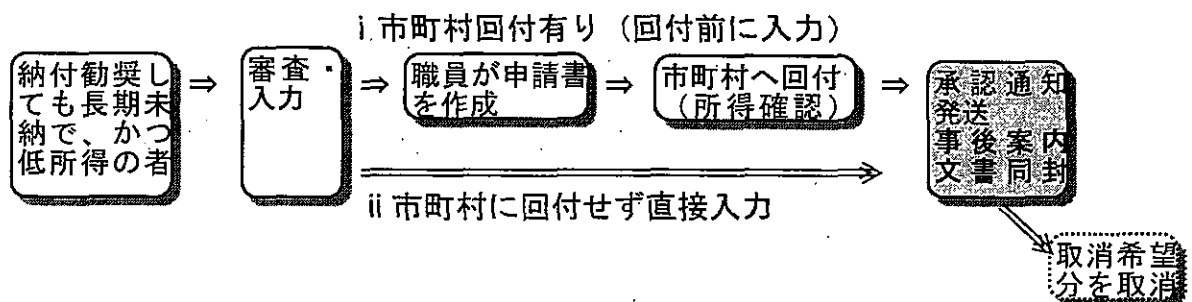 i 市町村回付有り（回付前に入力）
納付勧奨し
ても長期未
納で、かつ
低所得の者
⇒
審査・
入力
⇒
職員が申請書
を作成
⇒
市町村へ回付
（所得確認）
⇒
承認通知
発送
事後案内
文書同封
ii 市町村に回付せず直接入力
取消希望
分を取消